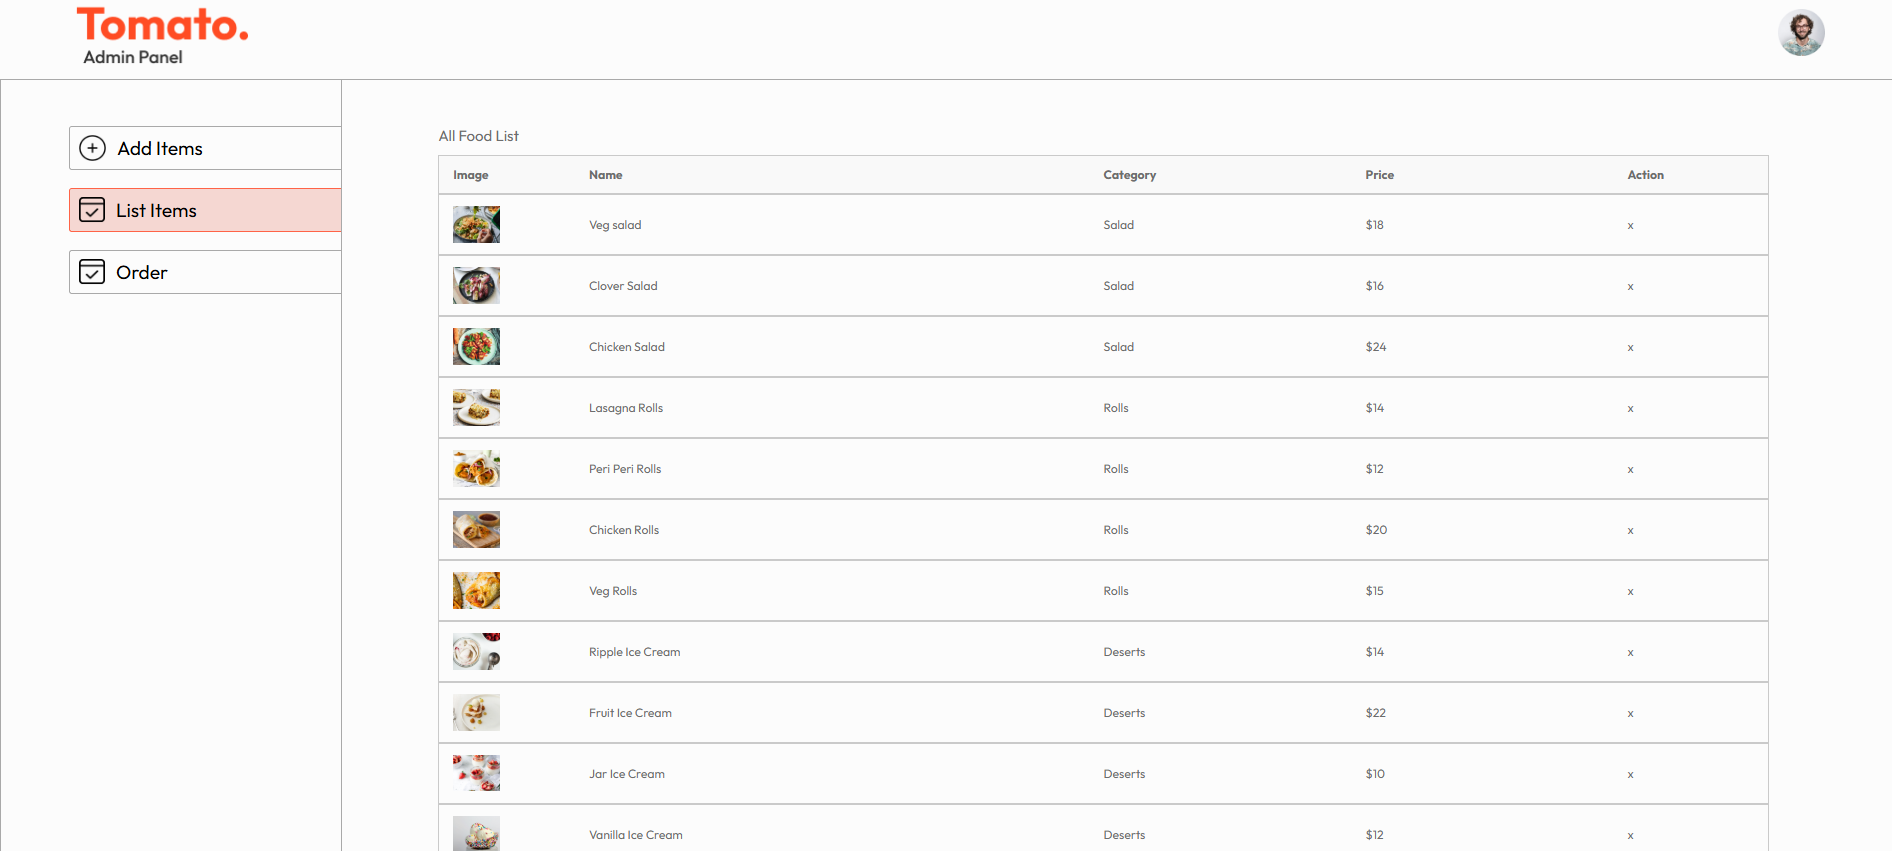 Tomato.
Admin Panel
Add Items
List Items
Order
All Food List
Image Name Category Price Action
Veg salad Salad $18 x
Clover Salad Salad $16 x
Chicken Salad Salad $24 x
Lasagna Rolls Rolls $14 x
Peri Peri Rolls Rolls $12 x
Chicken Rolls Rolls $20 x
Veg Rolls Rolls $15 x
Ripple Ice Cream Deserts $14 x
Fruit Ice Cream Deserts $22 x
Jar Ice Cream Deserts $10 x
Vanilla Ice Cream Deserts $12 x